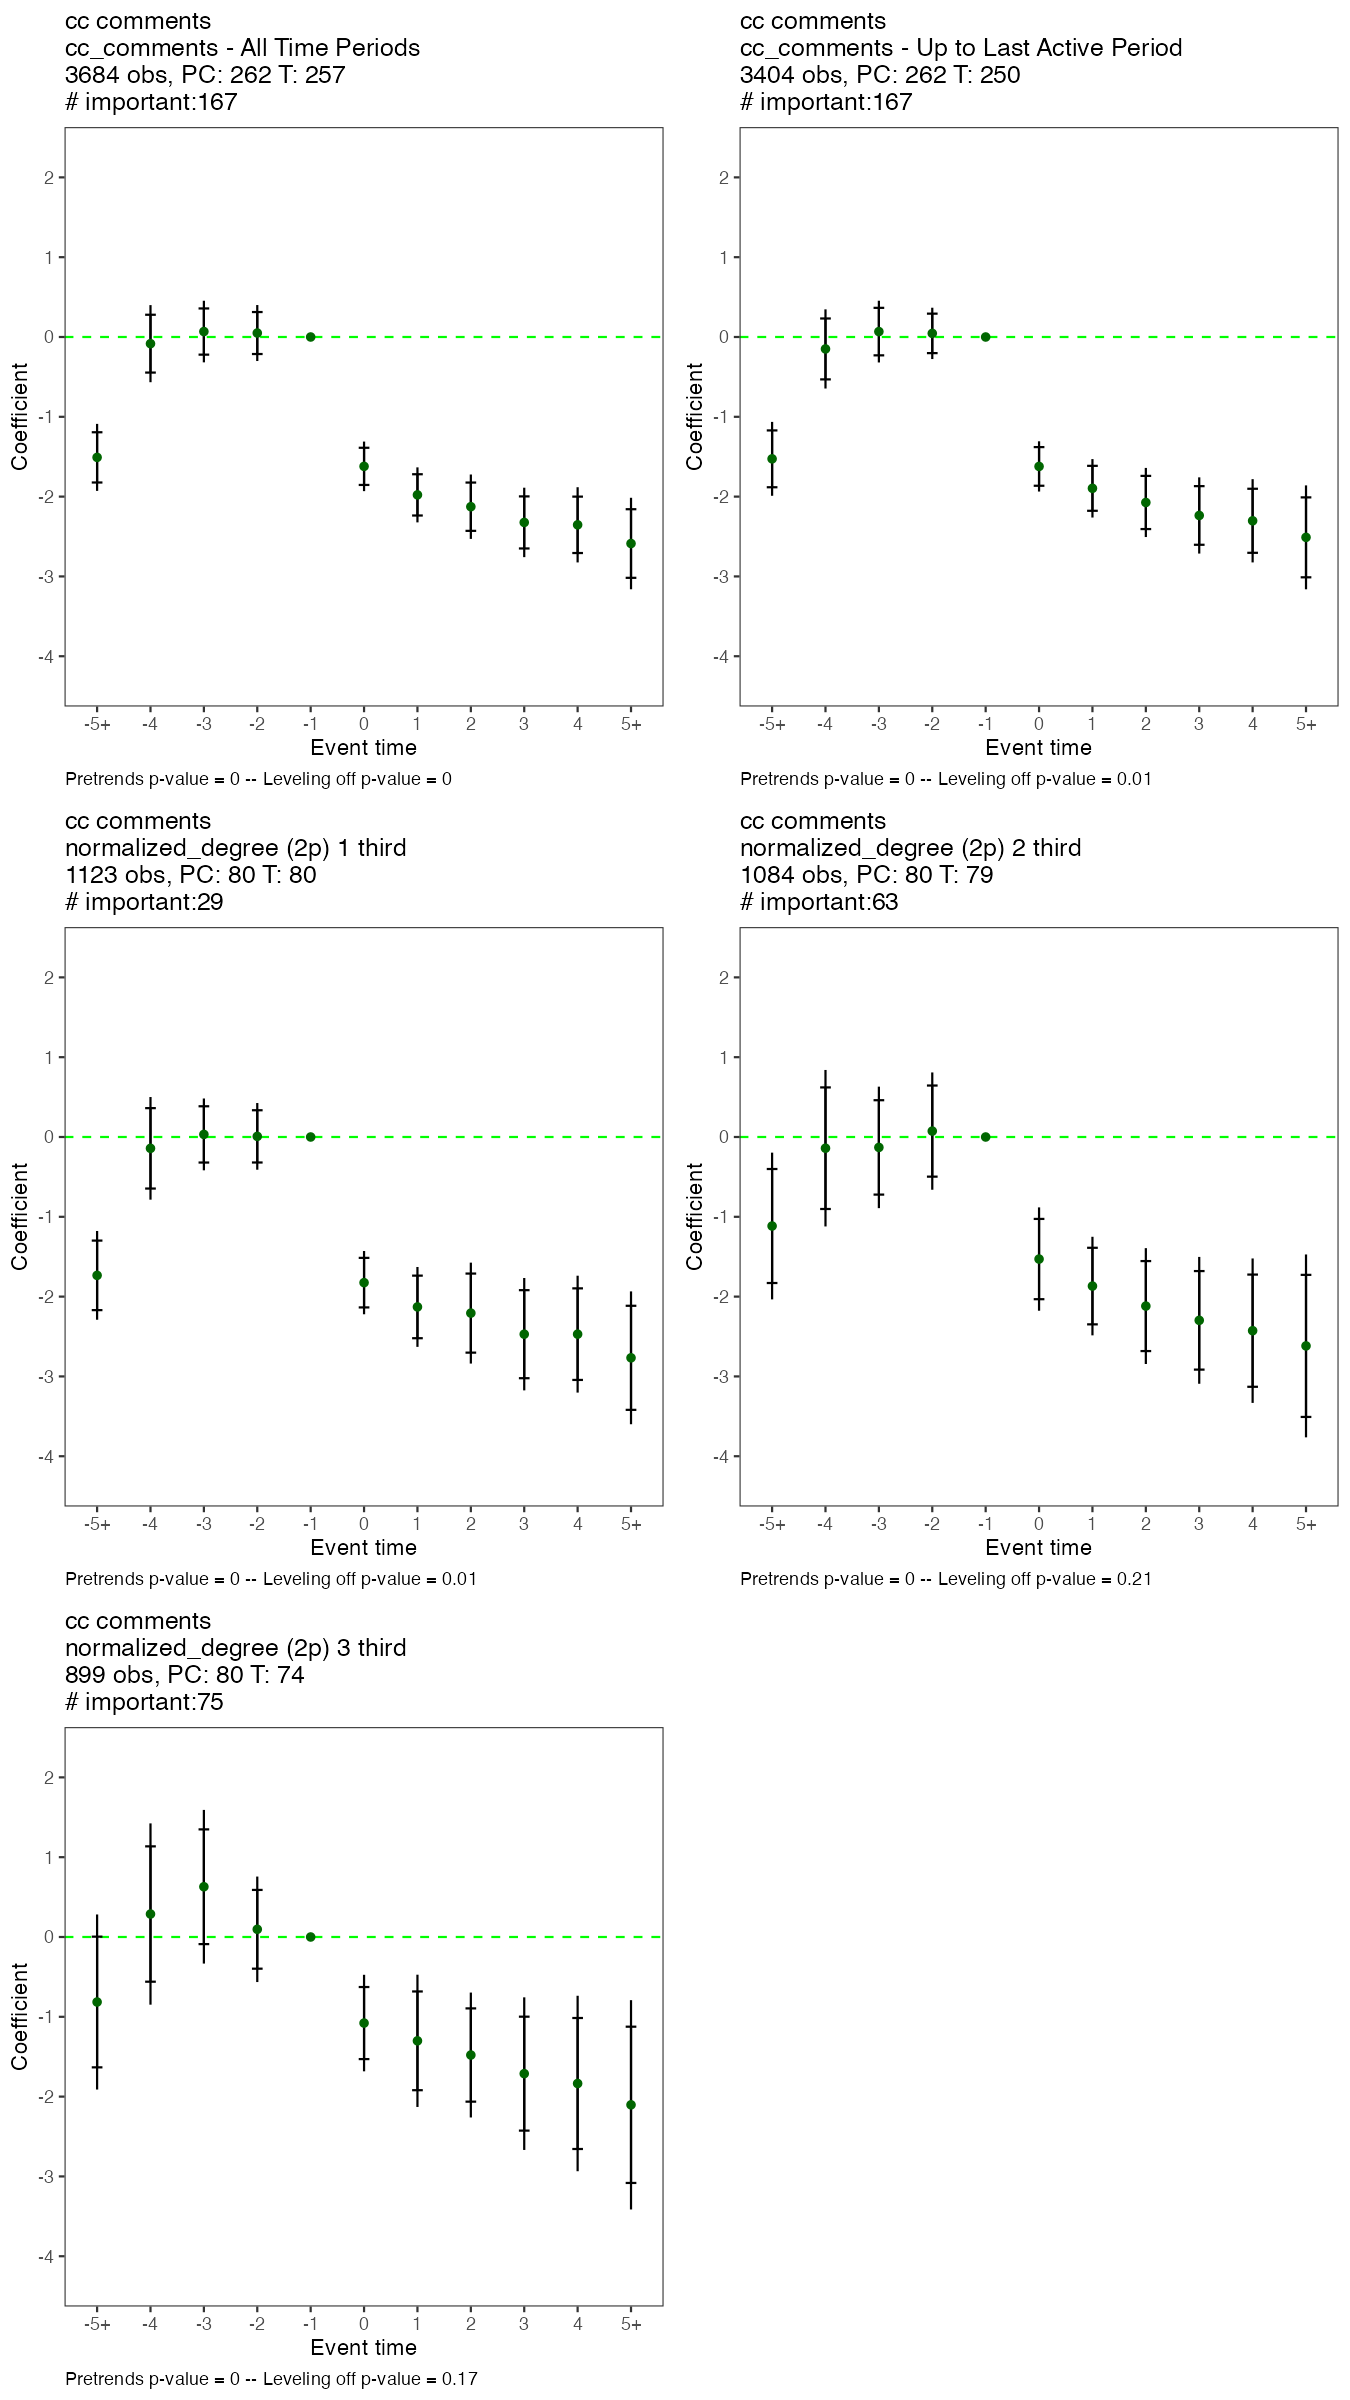 cc comments
cc_comments - All Time Periods
3684 obs, PC: 262 T: 257
# important:167
2
1
0
-1
-2
-3
-4
Coefficient
-5+ -4 -3 -2 -1 0 1 2 3 4 5+
Event time
Pretrends p-value = 0 -- Leveling off p-value = 0
cc comments
cc_comments - Up to Last Active Period
3404 obs, PC: 262 T: 250
# important:167
2
1
0
-1
-2
-3
-4
Coefficient
-5+ -4 -3 -2 -1 0 1 2 3 4 5+
Event time
Pretrends p-value = 0 -- Leveling off p-value = 0.01
cc comments
normalized_degree (2p) 1 third
1123 obs, PC: 80 T: 80
# important:29
2
1
0
-1
-2
-3
-4
Coefficient
-5+ -4 -3 -2 -1 0 1 2 3 4 5+
Event time
Pretrends p-value = 0 -- Leveling off p-value = 0.01
cc comments
normalized_degree (2p) 2 third
1084 obs, PC: 80 T: 79
# important:63
2
1
0
-1
-2
-3
-4
Coefficient
-5+ -4 -3 -2 -1 0 1 2 3 4 5+
Event time
Pretrends p-value = 0 -- Leveling off p-value = 0.21
cc comments
normalized_degree (2p) 3 third
899 obs, PC: 80 T: 74
# important:75
2
1
0
-1
-2
-3
-4
Coefficient
-5+ -4 -3 -2 -1 0 1 2 3 4 5+
Event time
Pretrends p-value = 0 -- Leveling off p-value = 0.17